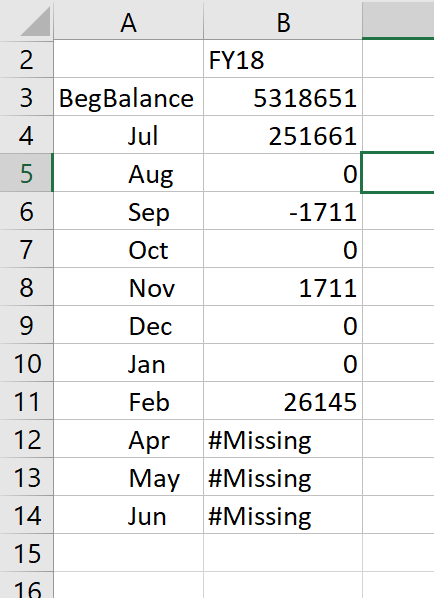 A B
2 FY18
3 BegBalance 5318651
4 Jul 251661
5 Aug 0
6 Sep -1711
7 Oct 0
8 Nov 1711
9 Dec 0
10 Jan 0
11 Feb 26145
12 Apr #Missing
13 May #Missing
14 Jun #Missing
15
16